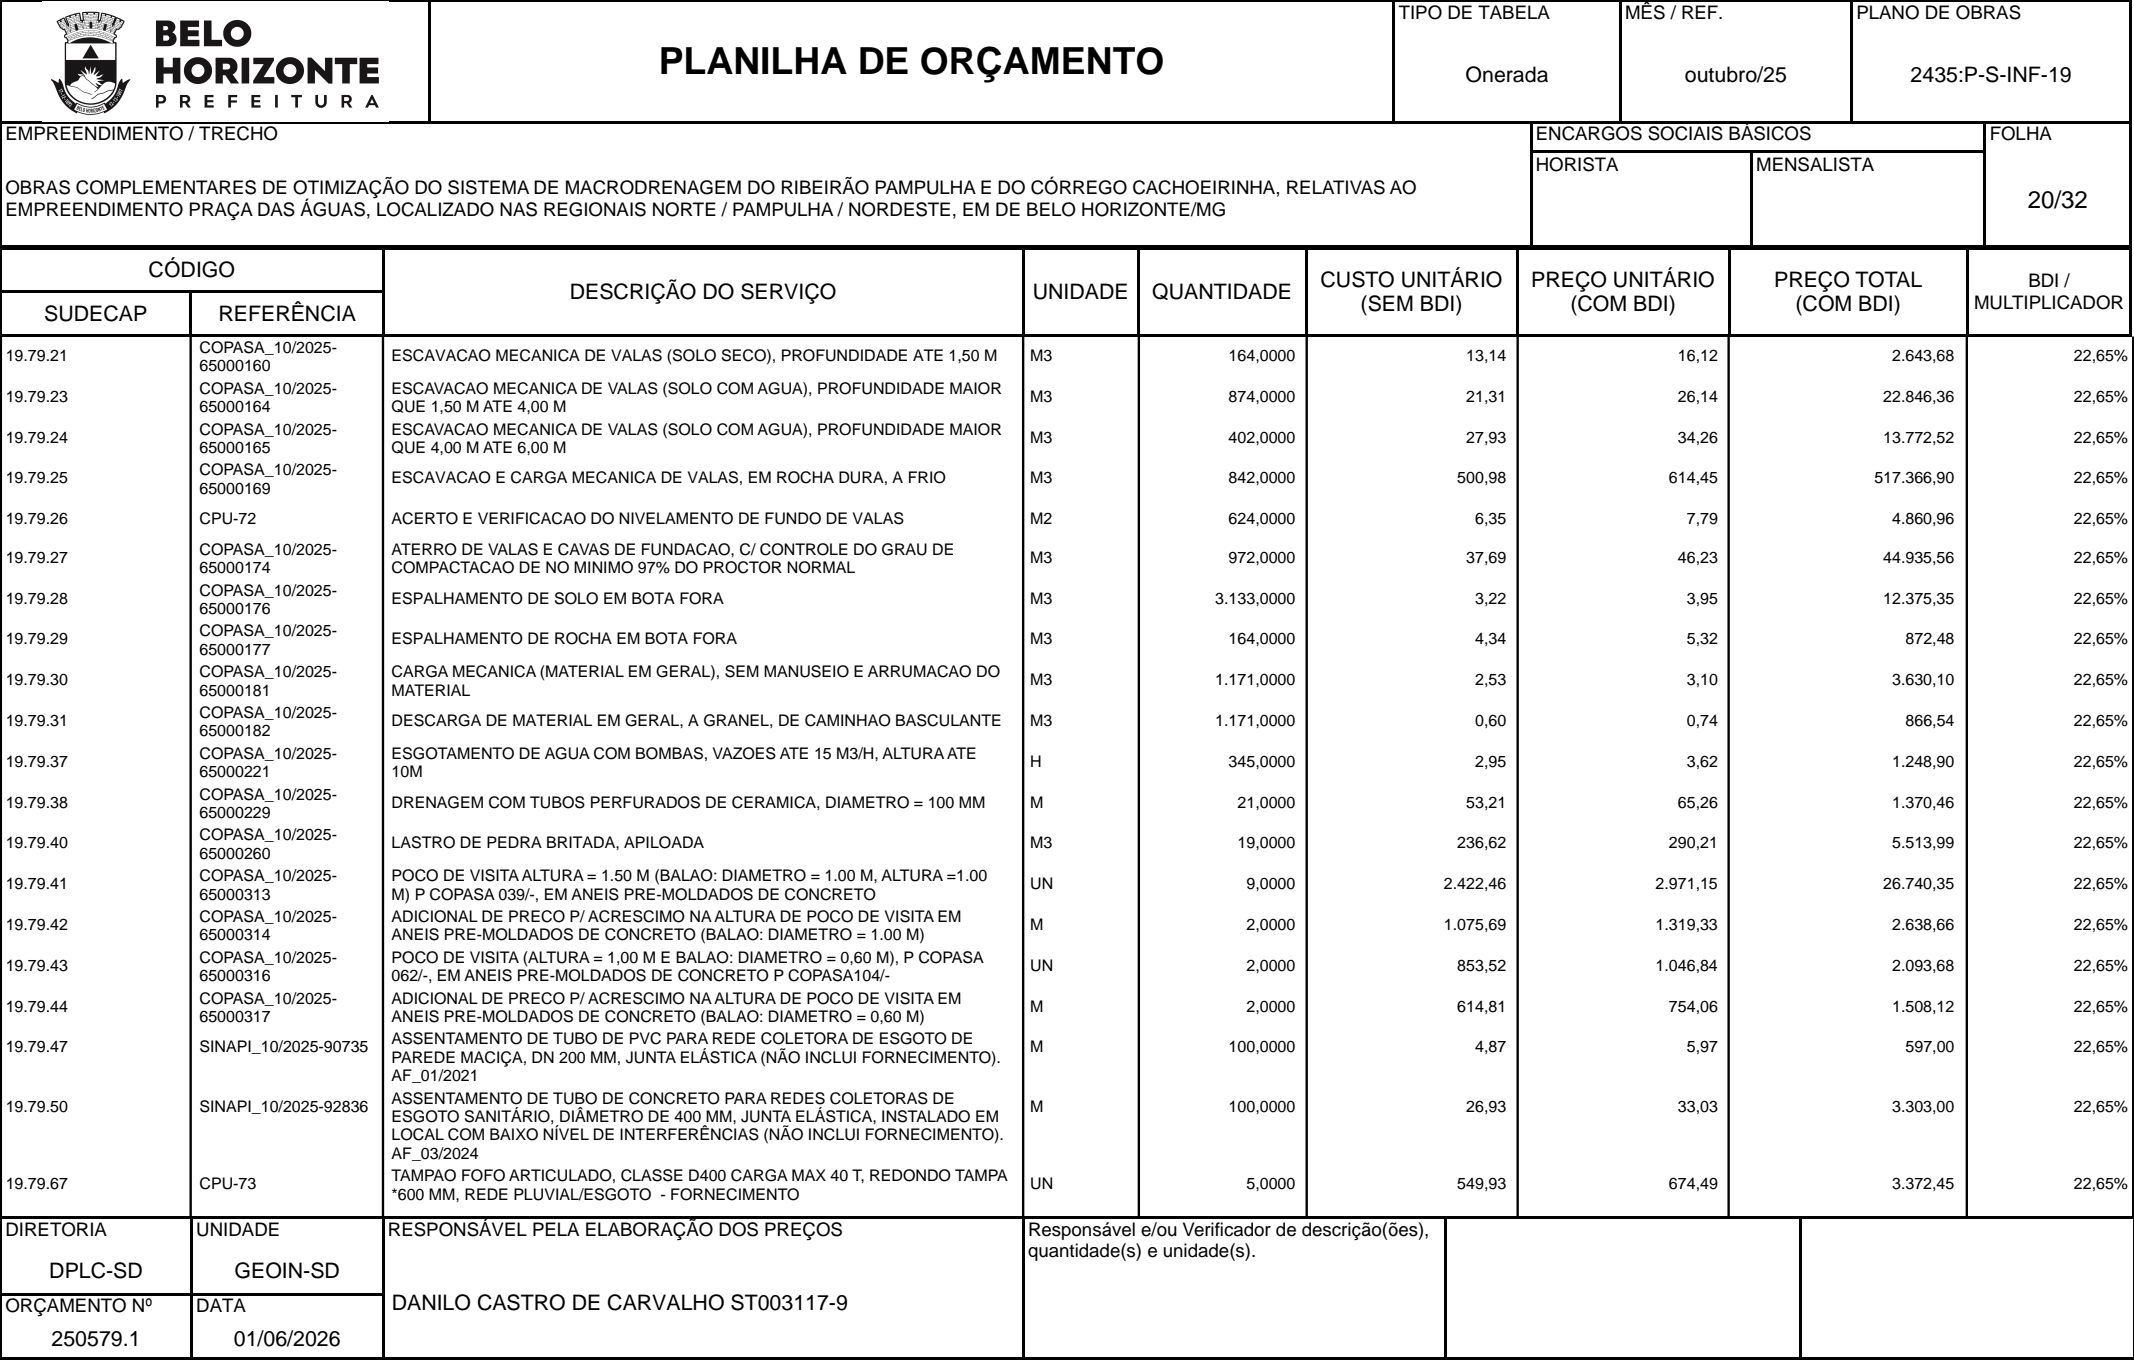 BELO
HORIZONTE
PREFEITURA
PLANILHA DE ORÇAMENTO
TIPO DE TABELA
Onerada
MÊS / REF.
outubro/25
PLANO DE OBRAS
2435:P-S-INF-19
EMPREENDIMENTO / TRECHO
OBRAS COMPLEMENTARES DE OTIMIZAÇÃO DO SISTEMA DE MACRODRENAGEM DO RIBEIRÃO PAMPULHA E DO CÓRREGO CACHOEIRINHA, RELATIVAS AO
EMPREENDIMENTO PRAÇA DAS ÁGUAS, LOCALIZADO NAS REGIONAIS NORTE / PAMPULHA / NORDESTE, EM DE BELO HORIZONTE/MG
ENCARGOS SOCIAIS BÁSICOS
HORISTA
MENSALISTA
FOLHA
20/32
CÓDIGO
SUDECAP
REFERÊNCIA
DESCRIÇÃO DO SERVIÇO
UNIDADE
QUANTIDADE
CUSTO UNITÁRIO
(SEM BDI)
PREÇO UNITÁRIO
(COM BDI)
PREÇO TOTAL
(COM BDI)
BDI /
MULTIPLICADOR
19.79.21 COPASA_10/2025- ESCAVACAO MECANICA DE VALAS (SOLO SECO), PROFUNDIDADE ATE 1,50 M M3 164,0000 13,14 16,12 2.643,68 22,65%
65000160
19.79.23 COPASA_10/2025- ESCAVACAO MECANICA DE VALAS (SOLO COM AGUA), PROFUNDIDADE MAIOR M3 874,0000 21,31 26,14 22.846,36 22,65%
65000164 QUE 1,50 M ATE 4,00 M
19.79.24 COPASA_10/2025- ESCAVACAO MECANICA DE VALAS (SOLO COM AGUA), PROFUNDIDADE MAIOR M3 402,0000 27,93 34,26 13.772,52 22,65%
65000165 QUE 4,00 M ATE 6,00 M
19.79.25 COPASA_10/2025- ESCAVACAO E CARGA MECANICA DE VALAS, EM ROCHA DURA, A FRIO M3 842,0000 500,98 614,45 517.366,90 22,65%
65000169
19.79.26 CPU-72 ACERTO E VERIFICACAO DO NIVELAMENTO DE FUNDO DE VALAS M2 624,0000 6,35 7,79 4.860,96 22,65%
19.79.27 COPASA_10/2025- ATERRO DE VALAS E CAVAS DE FUNDACAO, C/ CONTROLE DO GRAU DE M3 972,0000 37,69 46,23 44.935,56 22,65%
65000174 COMPACTACAO DE NO MINIMO 97% DO PROCTOR NORMAL
19.79.28 COPASA_10/2025- ESPALHAMENTO DE SOLO EM BOTA FORA M3 3.133,0000 3,22 3,95 12.375,35 22,65%
65000176
19.79.29 COPASA_10/2025- ESPALHAMENTO DE ROCHA EM BOTA FORA M3 164,0000 4,34 5,32 872,48 22,65%
65000177
19.79.30 COPASA_10/2025- CARGA MECANICA (MATERIAL EM GERAL), SEM MANUSEIO E ARRUMACAO DO M3 1.171,0000 2,53 3,10 3.630,10 22,65%
65000181 MATERIAL
19.79.31 COPASA_10/2025- DESCARGA DE MATERIAL EM GERAL, A GRANEL, DE CAMINHAO BASCULANTE M3 1.171,0000 0,60 0,74 866,54 22,65%
65000182
19.79.37 COPASA_10/2025- ESGOTAMENTO DE AGUA COM BOMBAS, VAZOES ATE 15 M3/H, ALTURA ATE H 345,0000 2,95 3,62 1.248,90 22,65%
65000221 10M
19.79.38 COPASA_10/2025- DRENAGEM COM TUBOS PERFURADOS DE CERAMICA, DIAMETRO = 100 MM M 21,0000 53,21 65,26 1.370,46 22,65%
65000229
19.79.40 COPASA_10/2025- LASTRO DE PEDRA BRITADA, APILOADA M3 19,0000 236,62 290,21 5.513,99 22,65%
65000260
19.79.41 COPASA_10/2025- POCO DE VISITA ALTURA = 1.50 M (BALAO: DIAMETRO = 1.00 M, ALTURA =1.00 UN 9,0000 2.422,46 2.971,15 26.740,35 22,65%
65000313 M) P COPASA 039/-, EM ANEIS PRE-MOLDADOS DE CONCRETO
19.79.42 COPASA_10/2025- ADICIONAL DE PRECO P/ ACRESCIMO NA ALTURA DE POCO DE VISITA EM M 2,0000 1.075,69 1.319,33 2.638,66 22,65%
65000314 ANEIS PRE-MOLDADOS DE CONCRETO (BALAO: DIAMETRO = 1.00 M)
19.79.43 COPASA_10/2025- POCO DE VISITA (ALTURA = 1,00 M E BALAO: DIAMETRO = 0,60 M), P COPASA UN 2,0000 853,52 1.046,84 2.093,68 22,65%
65000316 062/-, EM ANEIS PRE-MOLDADOS DE CONCRETO P COPASA104/-
19.79.44 COPASA_10/2025- ADICIONAL DE PRECO P/ ACRESCIMO NA ALTURA DE POCO DE VISITA EM M 2,0000 614,81 754,06 1.508,12 22,65%
65000317 ANEIS PRE-MOLDADOS DE CONCRETO (BALAO: DIAMETRO = 0,60 M)
19.79.47 SINAPI_10/2025-90735 ASSENTAMENTO DE TUBO DE PVC PARA REDE COLETORA DE ESGOTO DE M 100,0000 4,87 5,97 597,00 22,65%
PAREDE MACIÇA, DN 200 MM, JUNTA ELÁSTICA (NÃO INCLUI FORNECIMENTO).
AF_01/2021
19.79.50 SINAPI_10/2025-92836 ASSENTAMENTO DE TUBO DE CONCRETO PARA REDES COLETORAS DE M 100,0000 26,93 33,03 3.303,00 22,65%
ESGOTO SANITÁRIO, DIÂMETRO DE 400 MM, JUNTA ELÁSTICA, INSTALADO EM
LOCAL COM BAIXO NÍVEL DE INTERFERÊNCIAS (NÃO INCLUI FORNECIMENTO).
AF_03/2024
19.79.67 CPU-73 TAMPAO FOFO ARTICULADO, CLASSE D400 CARGA MAX 40 T, REDONDO TAMPA UN 5,0000 549,93 674,49 3.372,45 22,65%
*600 MM, REDE PLUVIAL/ESGOTO - FORNECIMENTO
DIRETORIA
DPLC-SD
UNIDADE
GEOIN-SD
ORÇAMENTO Nº
250579.1
DATA
01/06/2026
RESPONSÁVEL PELA ELABORAÇÃO DOS PREÇOS
DANILO CASTRO DE CARVALHO ST003117-9
Responsável e/ou Verificador de descrição(ões),
quantidade(s) e unidade(s).